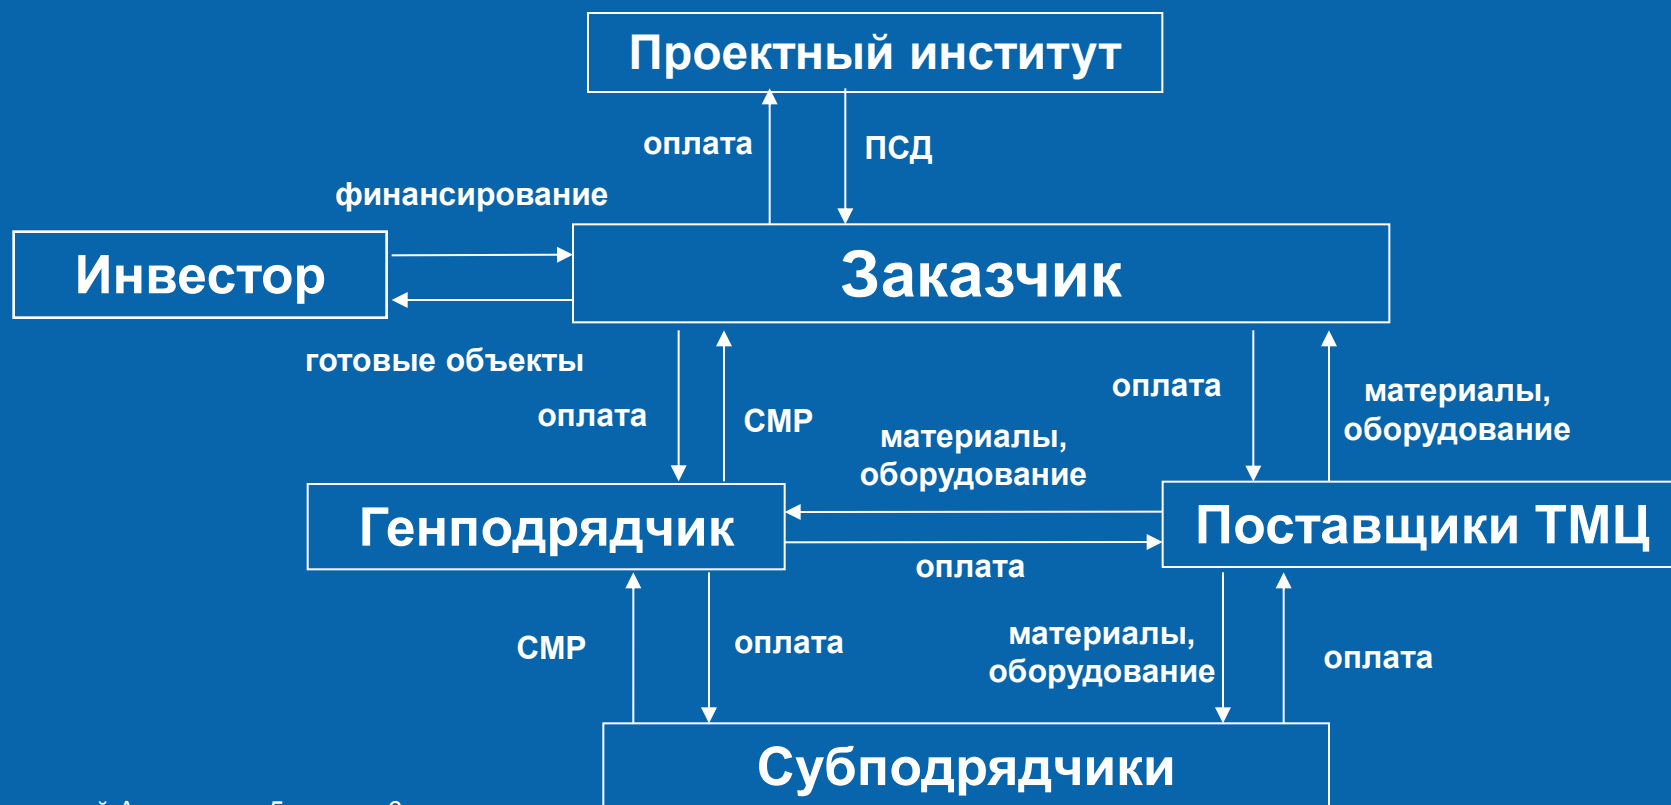 Проектный институт
оплата
ПСД
финансирование
Инвестор
Заказчик
готовые объекты
оплата
СМР
оплата
материалы,
оборудование
материалы,
оборудование
Генподрядчик
Поставщики ТМЦ
оплата
СМР
оплата
материалы,
оборудование
оплата
Субподрядчики